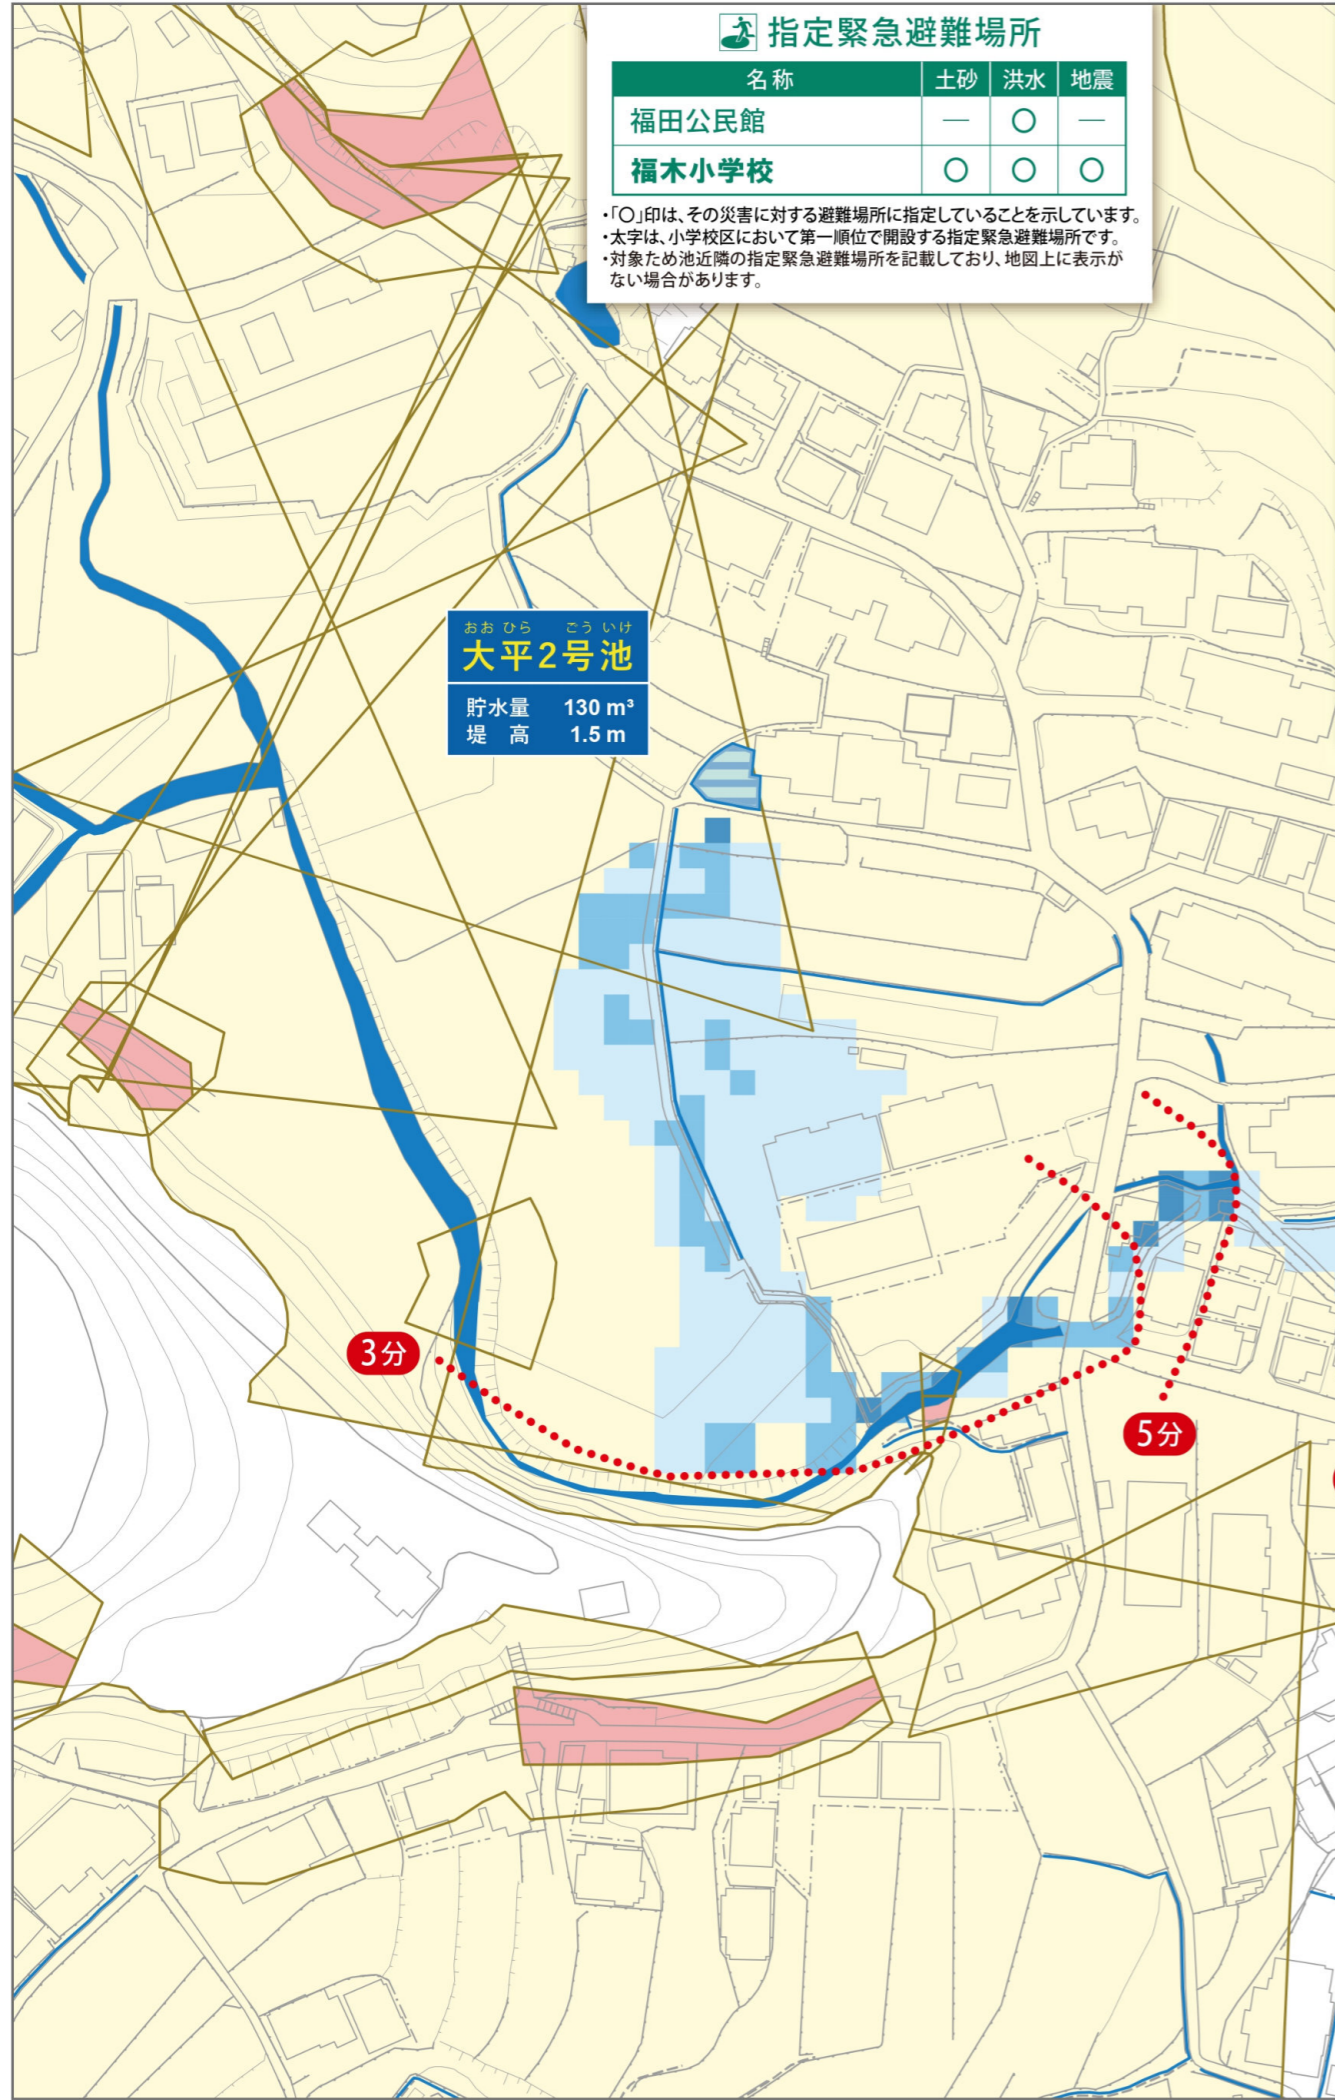 指定緊急避難場所
名称 土砂 洪水 地震
福田公民館 — ○ —
福木小学校 ○ ○ ○
・「○」印は、その災害に対する避難場所に指定していることを示しています。
・太字は、小学校区において第一順位で開設する指定緊急避難場所です。
・対象ため池近隣の指定緊急避難場所を記載しており、地図上に表示が
ない場合があります。
おお ひら ごう いけ
大平2号池
貯水量 130 m³
堤 高 1.5 m
3分
5分